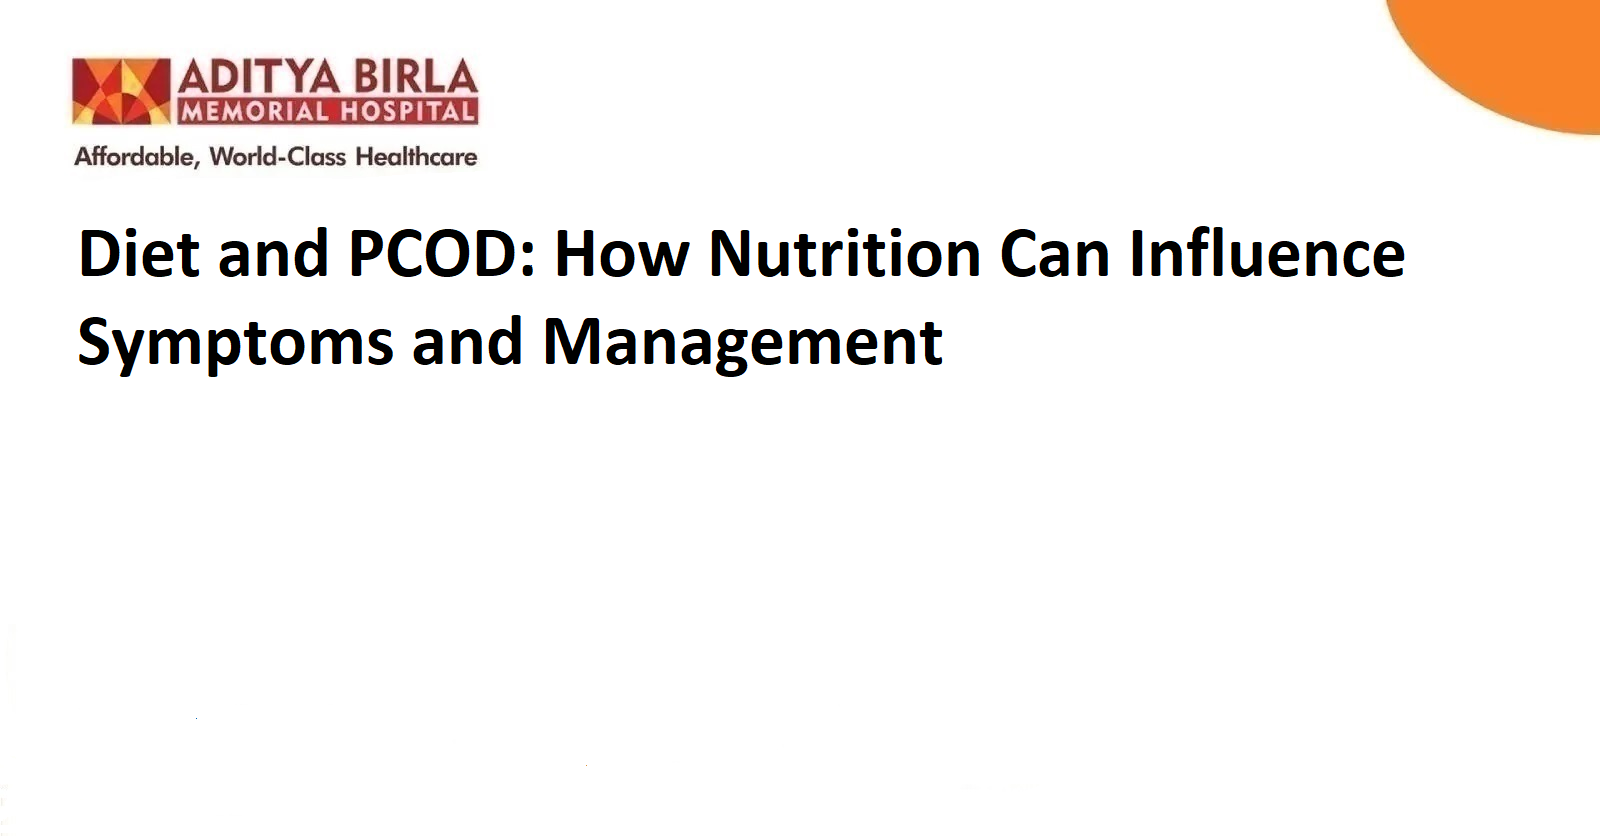 ADITYA BIRLA
MEMORIAL HOSPITAL
Affordable, World-Class Healthcare
Diet and PCOD: How Nutrition Can Influence
Symptoms and Management